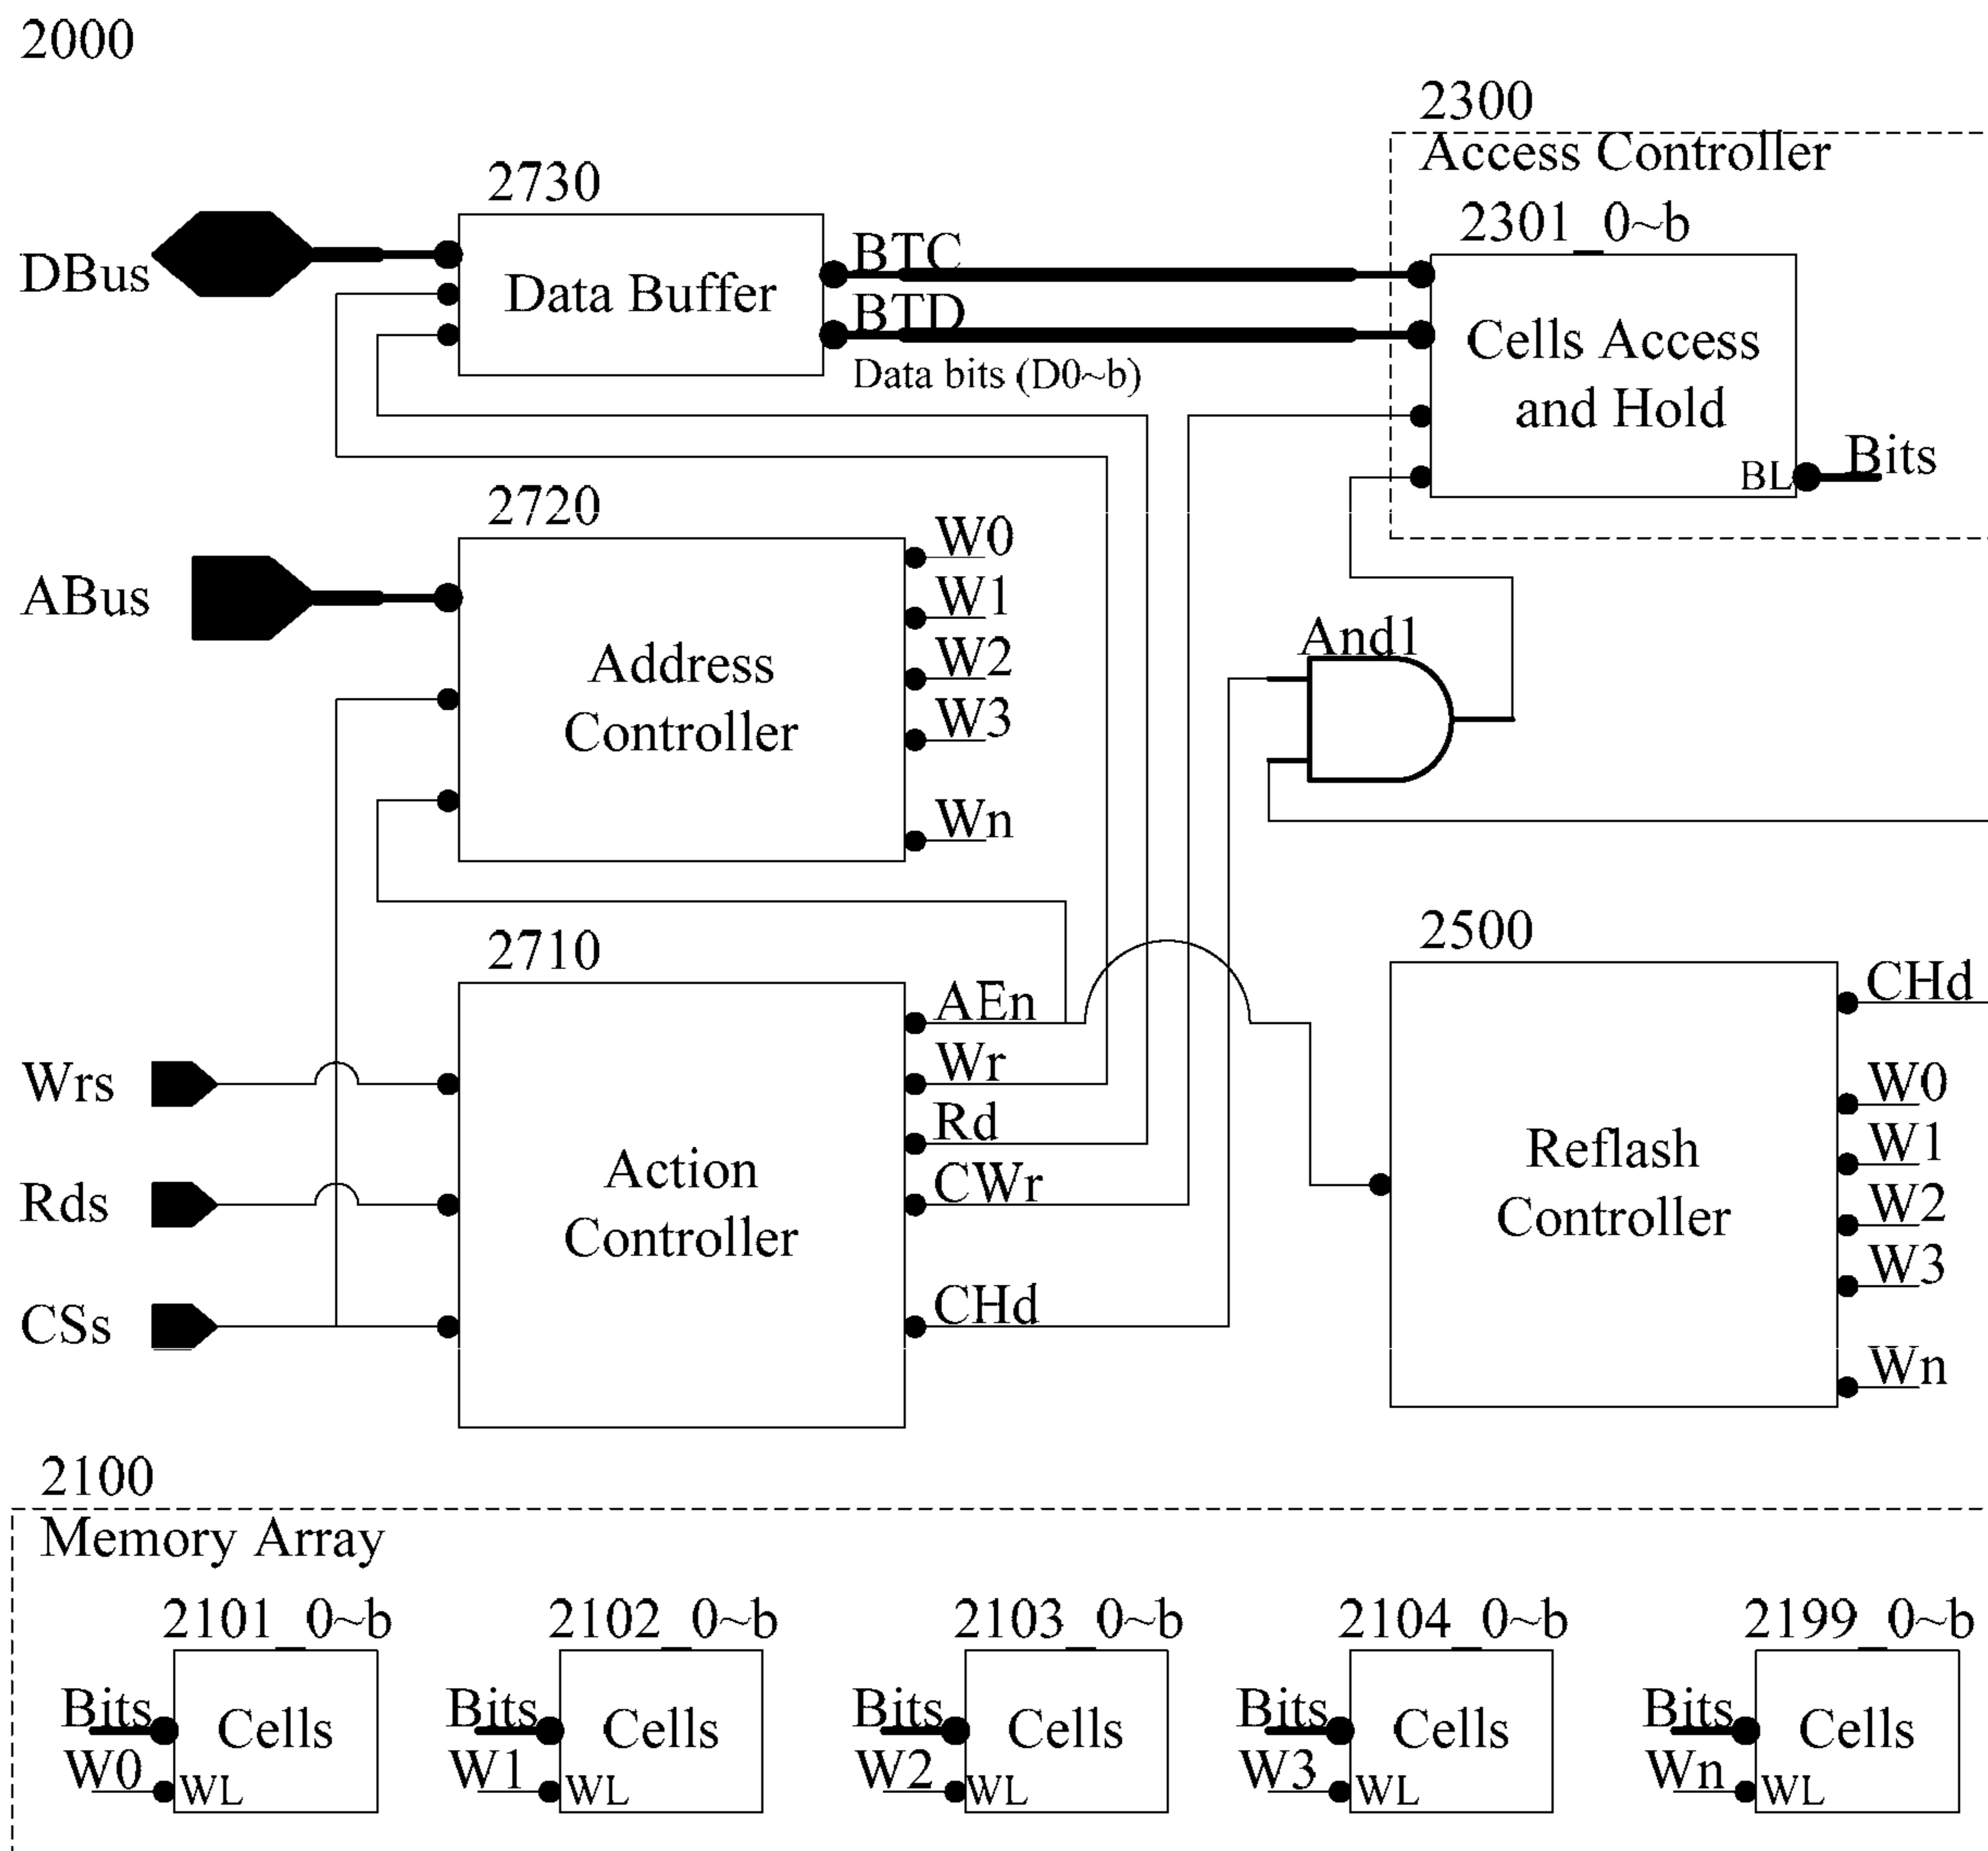 2000
2300
Access Controller
2730
2301_0~b
DBus
Data Buffer
BTC
BTD
Data bits (D0~b)
Cells Access
and Hold
BL
Bits
2720
ABus
Address
Controller
W0
W1
W2
W3
Wn
And1
2710
2500
Wrs
Rds
CSs
Action
Controller
AEn
Wr
Rd
CWr
CHd
Reflash
Controller
CHd
W0
W1
W2
W3
Wn
2100
Memory Array
2101_0~b
2102_0~b
2103_0~b
2104_0~b
2199_0~b
Bits
Cells
W0
WL
Bits
Cells
W1
WL
Bits
Cells
W2
WL
Bits
Cells
W3
WL
Bits
Cells
Wn
WL